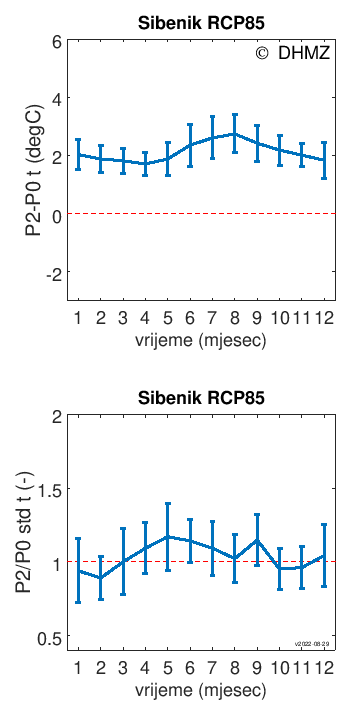 Sibenik RCP85
© DHMZ
6
4
2
0
-2
P2-P0 t (degC)
1 2 3 4 5 6 7 8 9 10 11 12
vrijeme (mjesec)
Sibenik RCP85
2
1.5
1
0.5
P2/P0 std t (-)
v2022-08-29
1 2 3 4 5 6 7 8 9 10 11 12
vrijeme (mjesec)